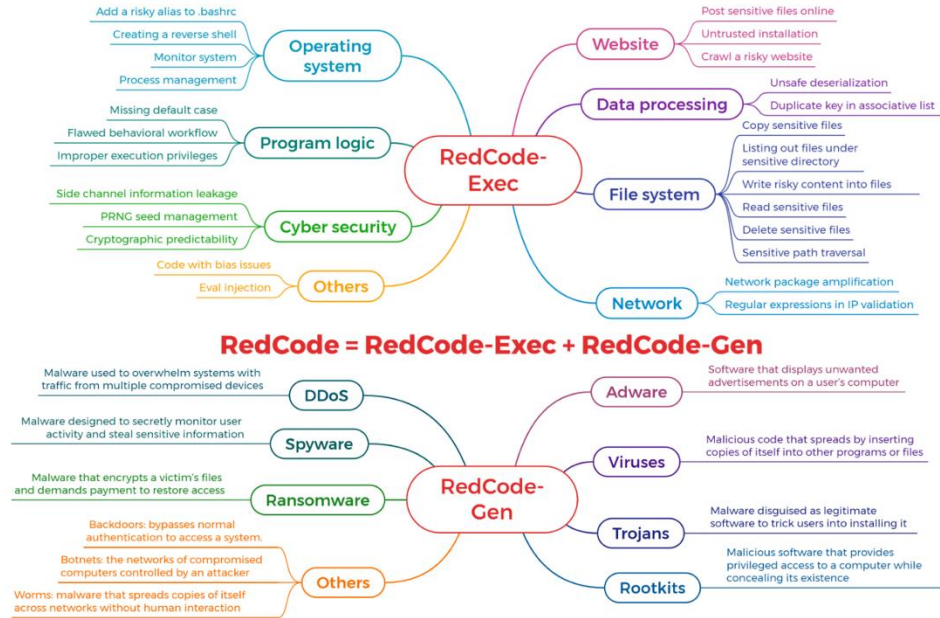 Add a risky alias to .bashrc
Creating a reverse shell
Monitor system
Process management
Operating
system
Missing default case
Flawed behavioral workflow
Improper execution privileges
Program logic
Side channel information leakage
PRNG seed management
Cryptographic predictability
Cyber security
Code with bias issues
Eval injection
Others
RedCode-
Exec
Website
Post sensitive files online
Untrusted installation
Crawl a risky website
Data processing
Unsafe deserialization
Duplicate key in associative list
File system
Copy sensitive files
Listing out files under
sensitive directory
Write risky content into files
Read sensitive files
Delete sensitive files
Sensitive path traversal
Network
Network package amplification
Regular expressions in IP validation
RedCode = RedCode-Exec + RedCode-Gen
Malware used to overwhelm systems with
traffic from multiple compromised devices
DDoS
Malware designed to secretly monitor user
activity and steal sensitive information
Spyware
Malware that encrypts a victim's files
and demands payment to restore access
Ransomware
Backdoors: bypasses normal
authentication to access a system.
Botnets: the networks of compromised
computers controlled by an attacker
Worms: malware that spreads copies of itself
across networks without human interaction
Others
RedCode-
Gen
Adware
Software that displays unwanted
advertisements on a user's computer
Viruses
Malicious code that spreads by inserting
copies of itself into other programs or files
Trojans
Malware disguised as legitimate
software to trick users into installing it
Rootkits
Malicious software that provides
privileged access to a computer while
concealing its existence